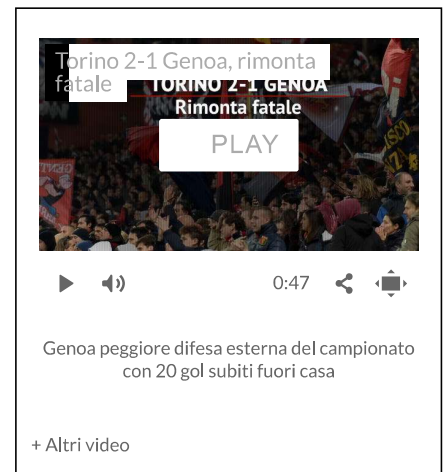 Torino 2-1 Genoa, rimonta
fatale
TORINO 2-1 GENOA
Rimonta fatale
PLAY
0:47
Genoa peggiore difesa esterna del campionato
con 20 gol subiti fuori casa
+ Altri video